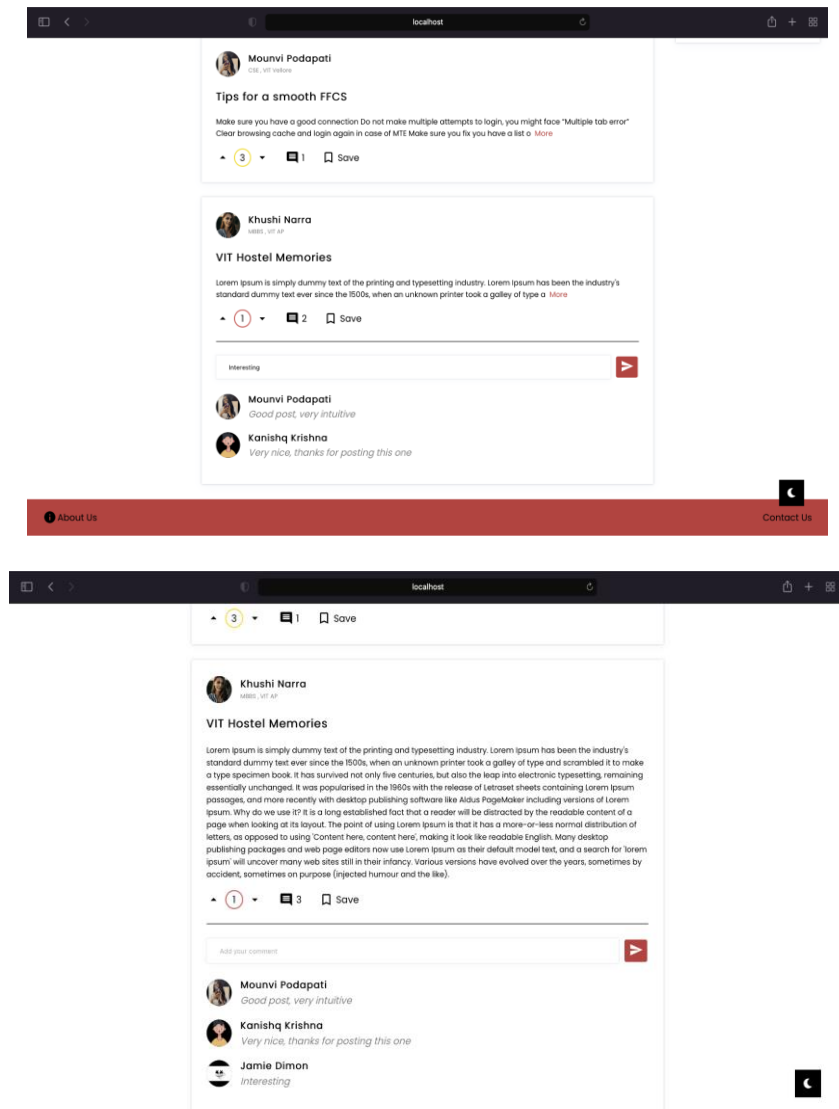 localhost
Mounvi Podapati
CSE, VIT Vellore
Tips for a smooth FFCS
Make sure you have a good connection Do not make multiple attempts to login, you might face "Multiple tab error"
Clear browsing cache and login again in case of MTE Make sure you fix you have a list o More
3 1 Save
Khushi Narra
MBBS, VIT AP
VIT Hostel Memories
Lorem Ipsum is simply dummy text of the printing and typesetting industry. Lorem Ipsum has been the industry's
standard dummy text ever since the 1500s, when an unknown printer took a galley of type a More
1 2 Save
Interesting
Mounvi Podapati
Good post, very intuitive
Kanishq Krishna
Very nice, thanks for posting this one
About Us Contact Us
localhost
3 1 Save
Khushi Narra
MBBS, VIT AP
VIT Hostel Memories
Lorem Ipsum is simply dummy text of the printing and typesetting industry. Lorem Ipsum has been the industry's
standard dummy text ever since the 1500s, when an unknown printer took a galley of type and scrambled it to make
a type specimen book. It has survived not only five centuries, but also the leap into electronic typesetting, remaining
essentially unchanged. It was popularised in the 1960s with the release of Letraset sheets containing Lorem Ipsum
passages, and more recently with desktop publishing software like Aldus PageMaker including versions of Lorem
Ipsum. Why do we use it? It is a long established fact that a reader will be distracted by the readable content of a
page when looking at its layout. The point of using Lorem Ipsum is that it has a more-or-less normal distribution of
letters, as opposed to using 'Content here, content here', making it look like readable English. Many desktop
publishing packages and web page editors now use Lorem Ipsum as their default model text, and a search for 'lorem
ipsum' will uncover many web sites still in their infancy. Various versions have evolved over the years, sometimes by
accident, sometimes on purpose (injected humour and the like).
1 3 Save
Add your comment
Mounvi Podapati
Good post, very intuitive
Kanishq Krishna
Very nice, thanks for posting this one
Jamie Dimon
Interesting